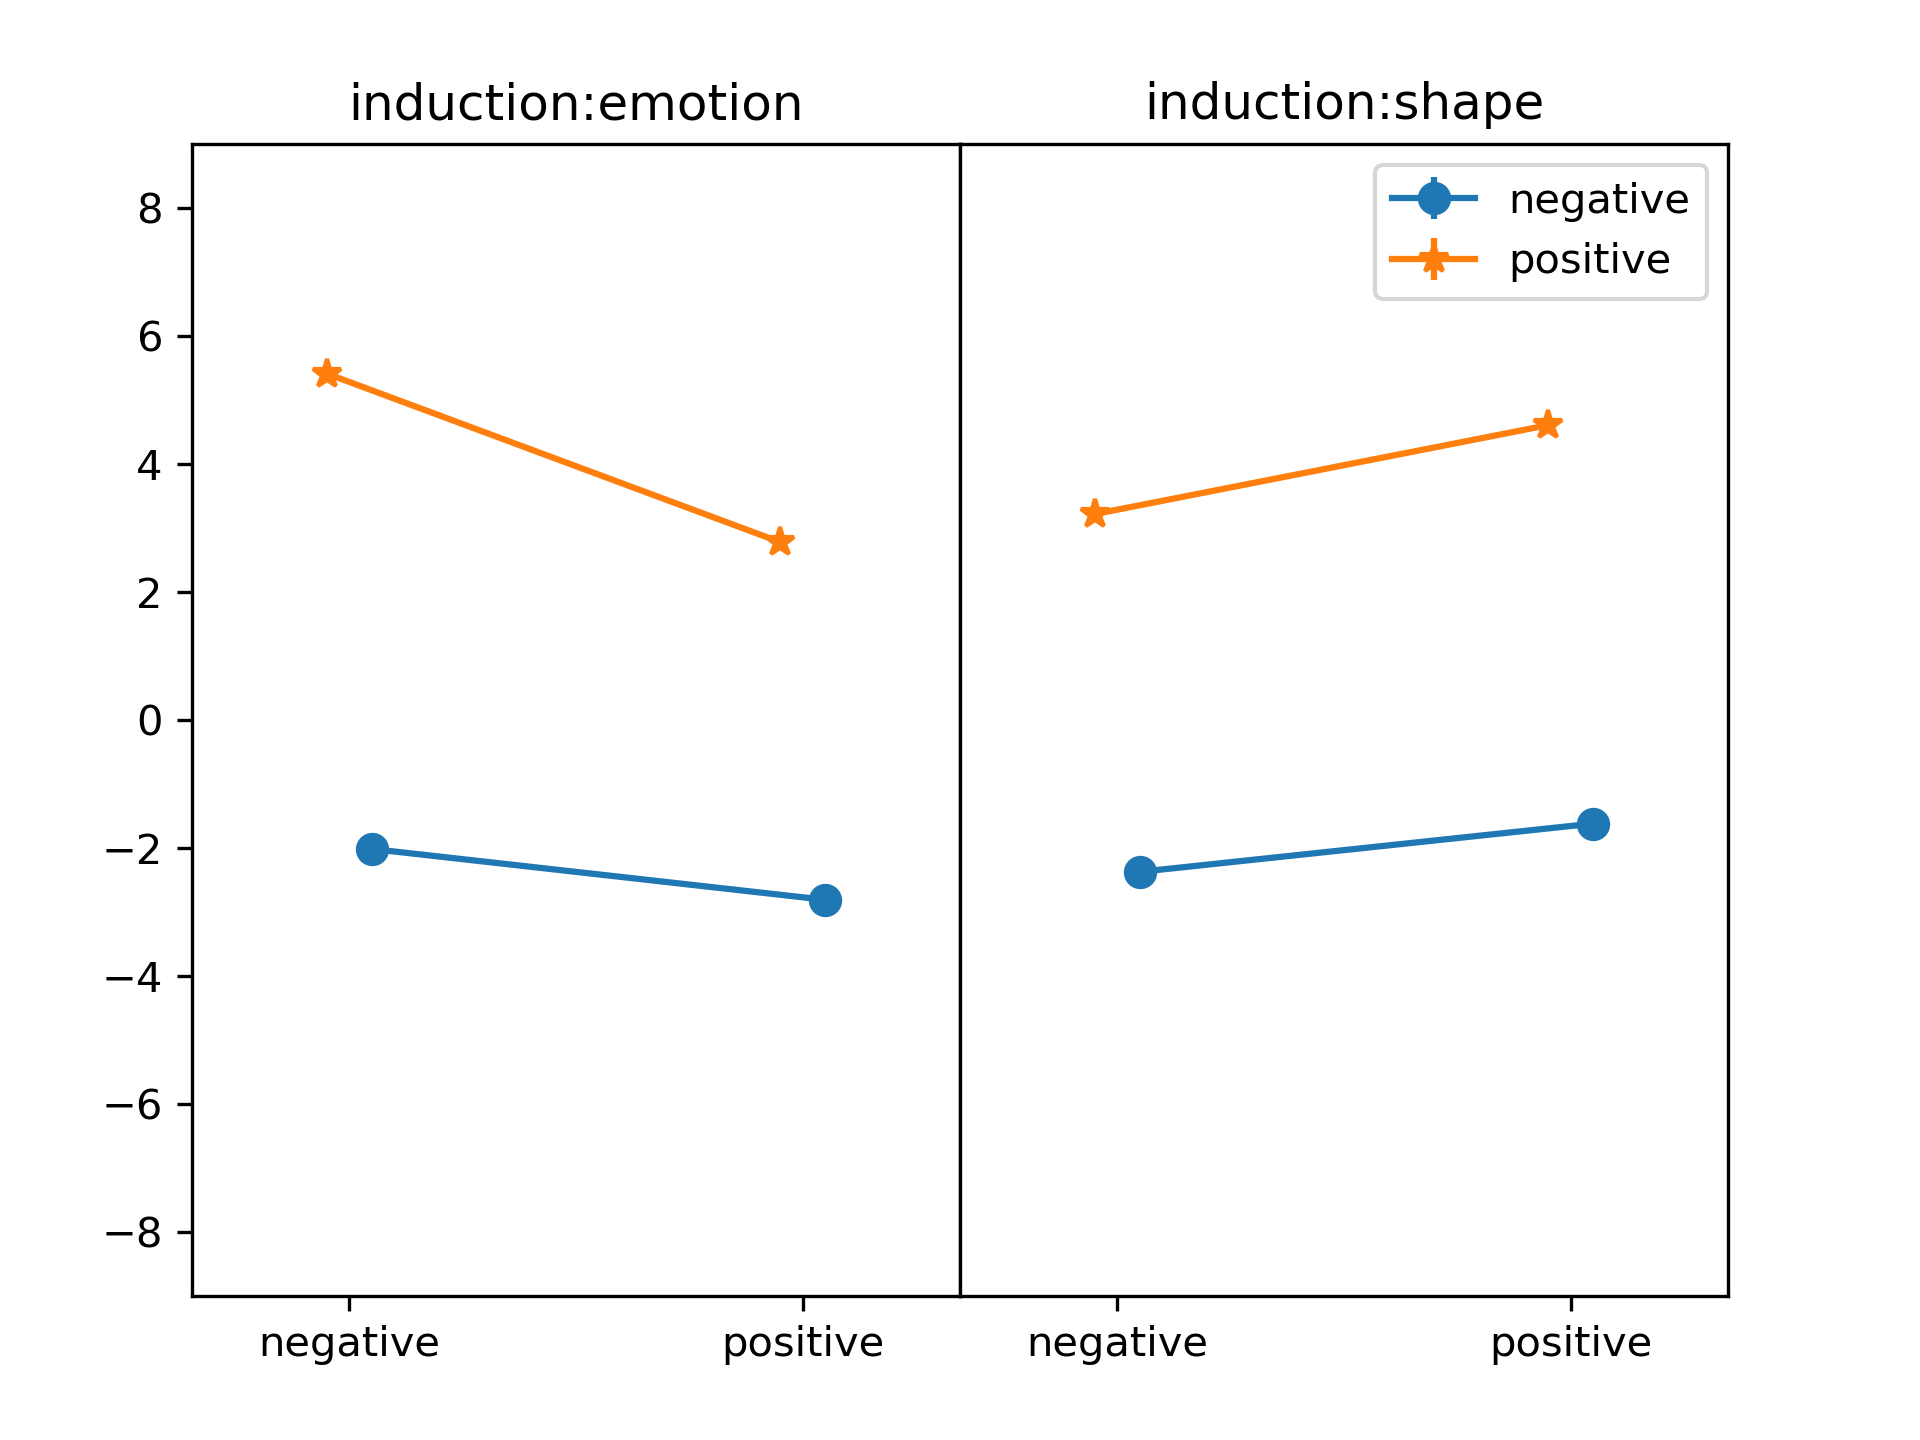 induction:emotion
induction:shape
negative
positive
8
6
4
2
0
−2
−4
−6
−8
negative positive negative positive